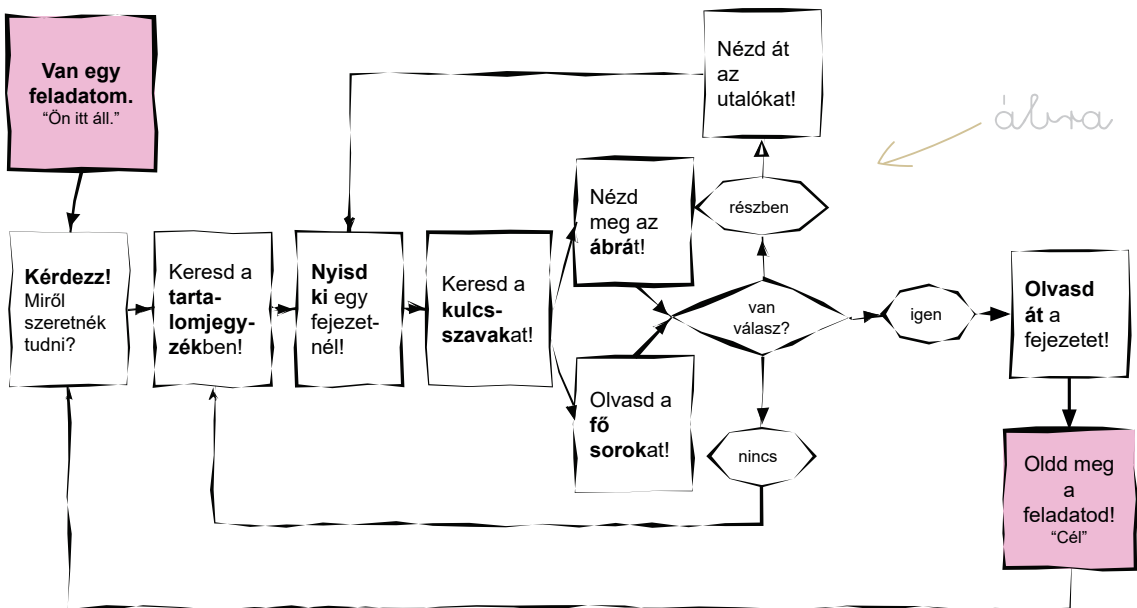 Van egy
feladatom.
“Ön itt áll.”
Kérdezz!
Miről
szeretnék
tudni?
Keresd a
tarta-
lomjegy-
zékben!
Nyisd
ki egy
fejezet-
nél!
Keresd a
kulcs-
szavakat!
Nézd
meg az
ábrát!
Olvasd a
fő
sorokat!
van
válasz?
részben
Nézd át
az
utalókat!
nincs
igen
Olvasd
át a
fejezetet!
Oldd meg
a
feladatod!
“Cél”
ábra